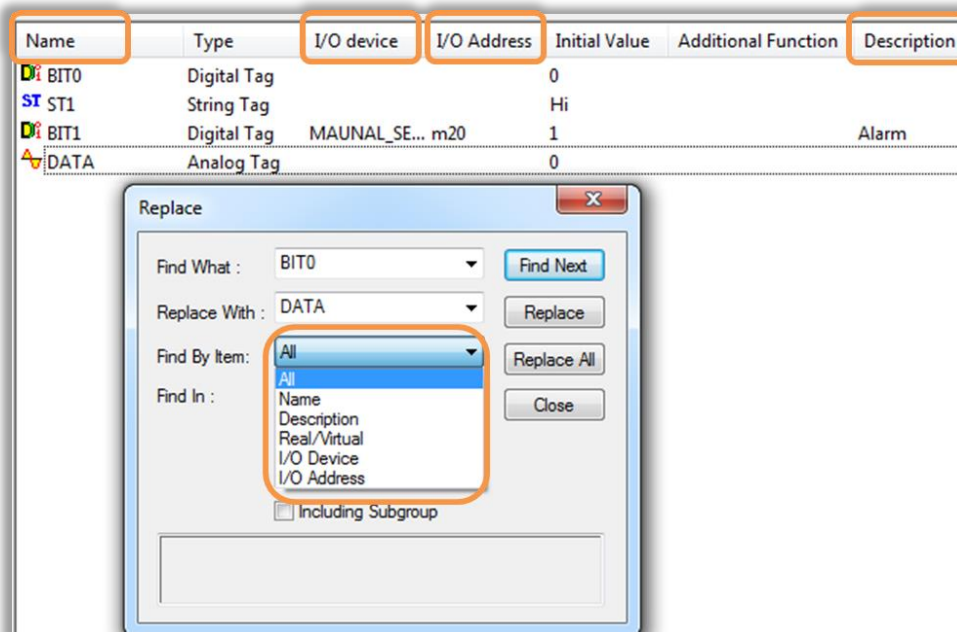 Name Type I/O device I/O Address Initial Value Additional Function Description
Di BIT0 Digital Tag 0
ST ST1 String Tag Hi
Di BIT1 Digital Tag MAUNAL_SE... m20 1 Alarm
DATA Analog Tag 0
Replace
Find What : BIT0 Find Next
Replace With : DATA Replace
Find By Item: All Replace All
All
Find In : Name Close
Description
Real/Virtual
I/O Device
I/O Address
Including Subgroup